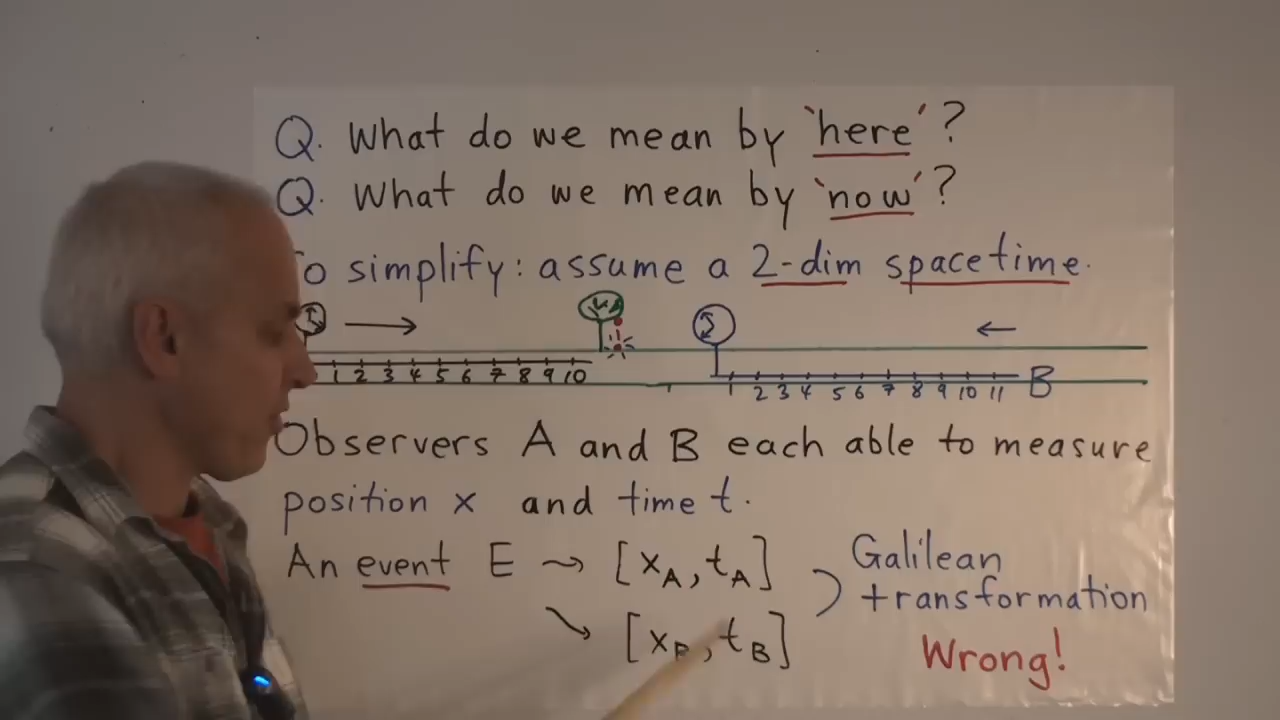 Q. What do we mean by 'here'?
Q. What do we mean by 'now'?
o simplify: assume a 2-dim spacetime.
1 2 3 4 5 6 7 8 9 10
1 2 3 4 5 6 7 8 9 10 11 B
Observers A and B each able to measure
position x and time t.
An event E → [x_A, t_A]
↘ [x_B, t_B]
Galilean
transformation
Wrong!